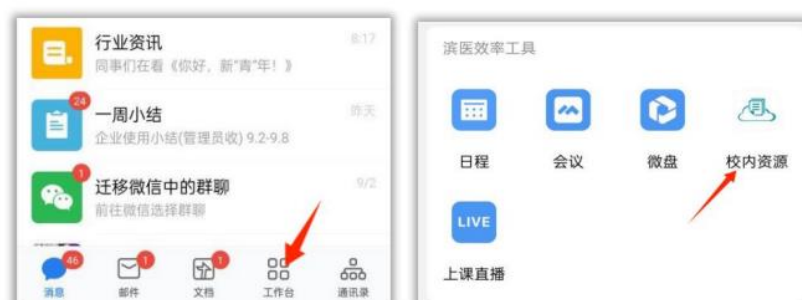 行业资讯
8:17
同事们在看《你好，新“青”年！》
24
一周小结
昨天
企业使用小结(管理员收) 9.2-9.8
1
迁移微信中的群聊
9/2
前往微信选择群聊
46
1
1
消息
邮件
文档
工作台
通讯录
滨医效率工具
日程
会议
微盘
校内资源
LIVE
上课直播